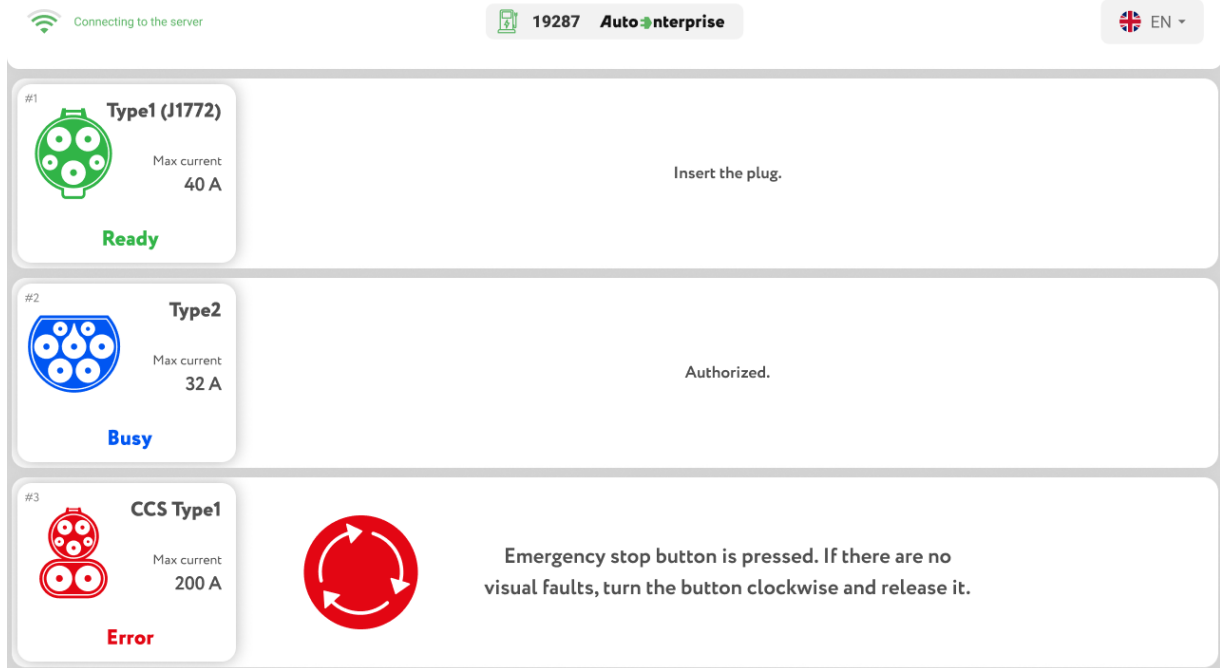 Connecting to the server
19287 Auto nterprise
EN
#1
Type1 (J1772)
Max current
40 A
Ready
Insert the plug.
#2
Type2
Max current
32 A
Busy
Authorized.
#3
CCS Type1
Max current
200 A
Error
Emergency stop button is pressed. If there are no
visual faults, turn the button clockwise and release it.